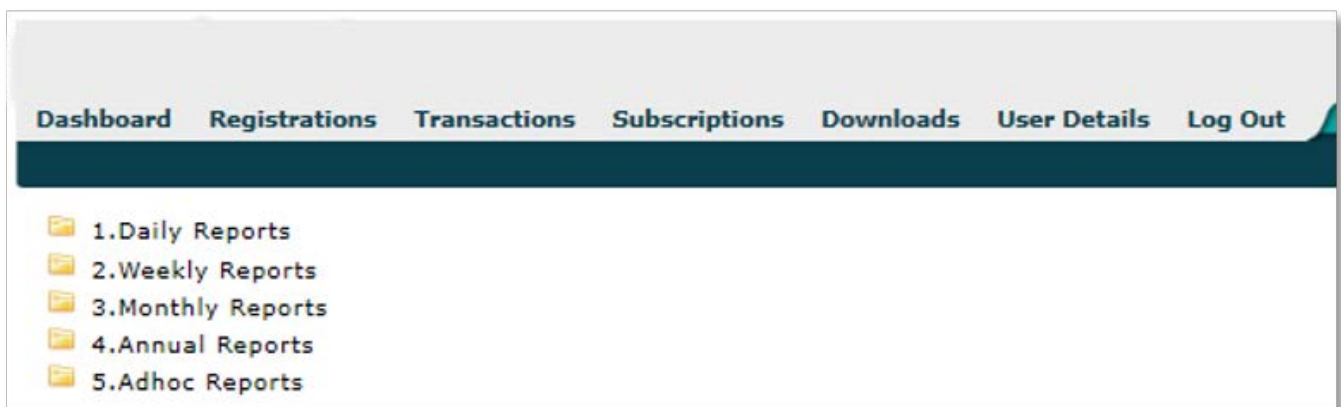 Dashboard Registrations Transactions Subscriptions Downloads User Details Log Out
1.Daily Reports
2.Weekly Reports
3.Monthly Reports
4.Annual Reports
5.Adhoc Reports